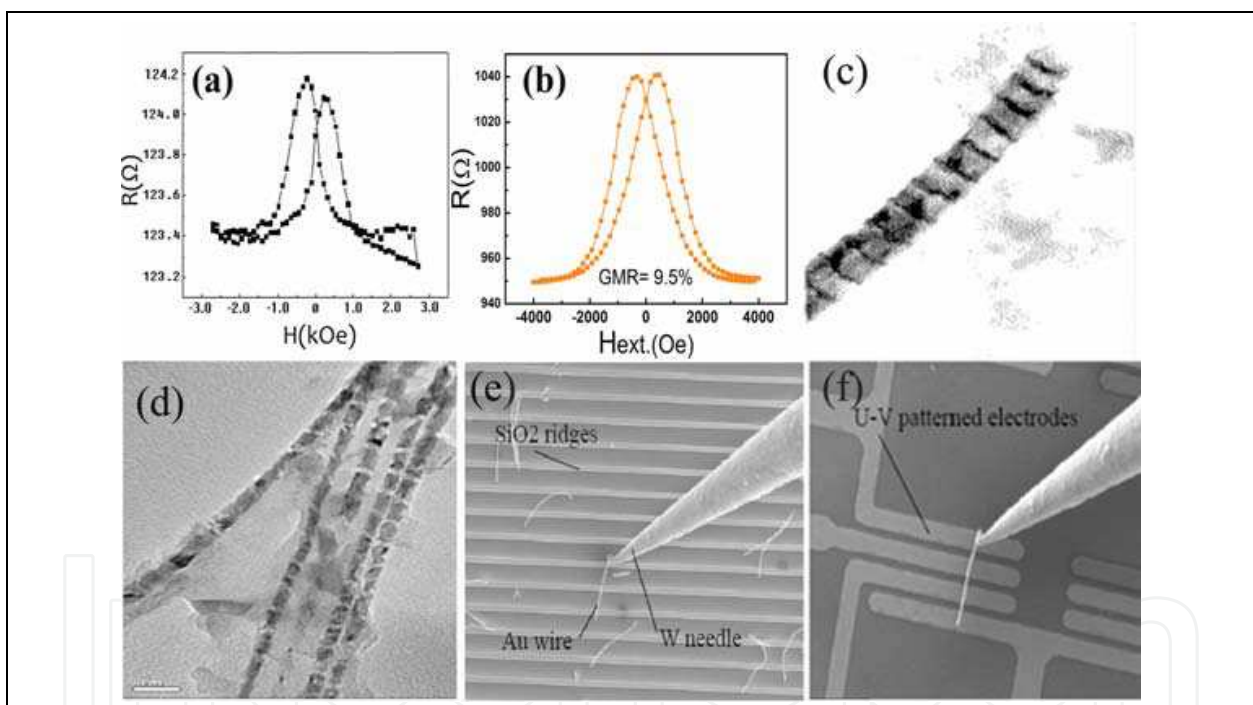 (a)
124.2
124.0
123.8
123.6
123.4
123.2
R(Ω)
-3.0 -2.0 -1.0 0 1.0 2.0 3.0
H(kOe)
(b)
1040
1020
1000
980
960
940
R(Ω)
GMR= 9.5%
-4000 -2000 0 2000 4000
Hext.(Oe)
(c)
(d)
(e)
SiO2 ridges
Au wire
W needle
(f)
U-V patterned electrodes